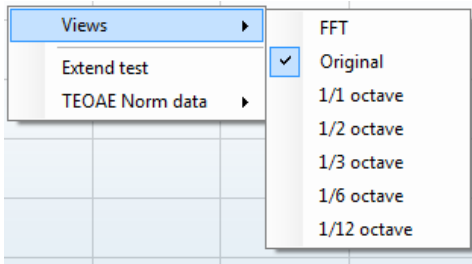 Views
Extend test
TEOAE Norm data
FFT
Original
1/1 octave
1/2 octave
1/3 octave
1/6 octave
1/12 octave